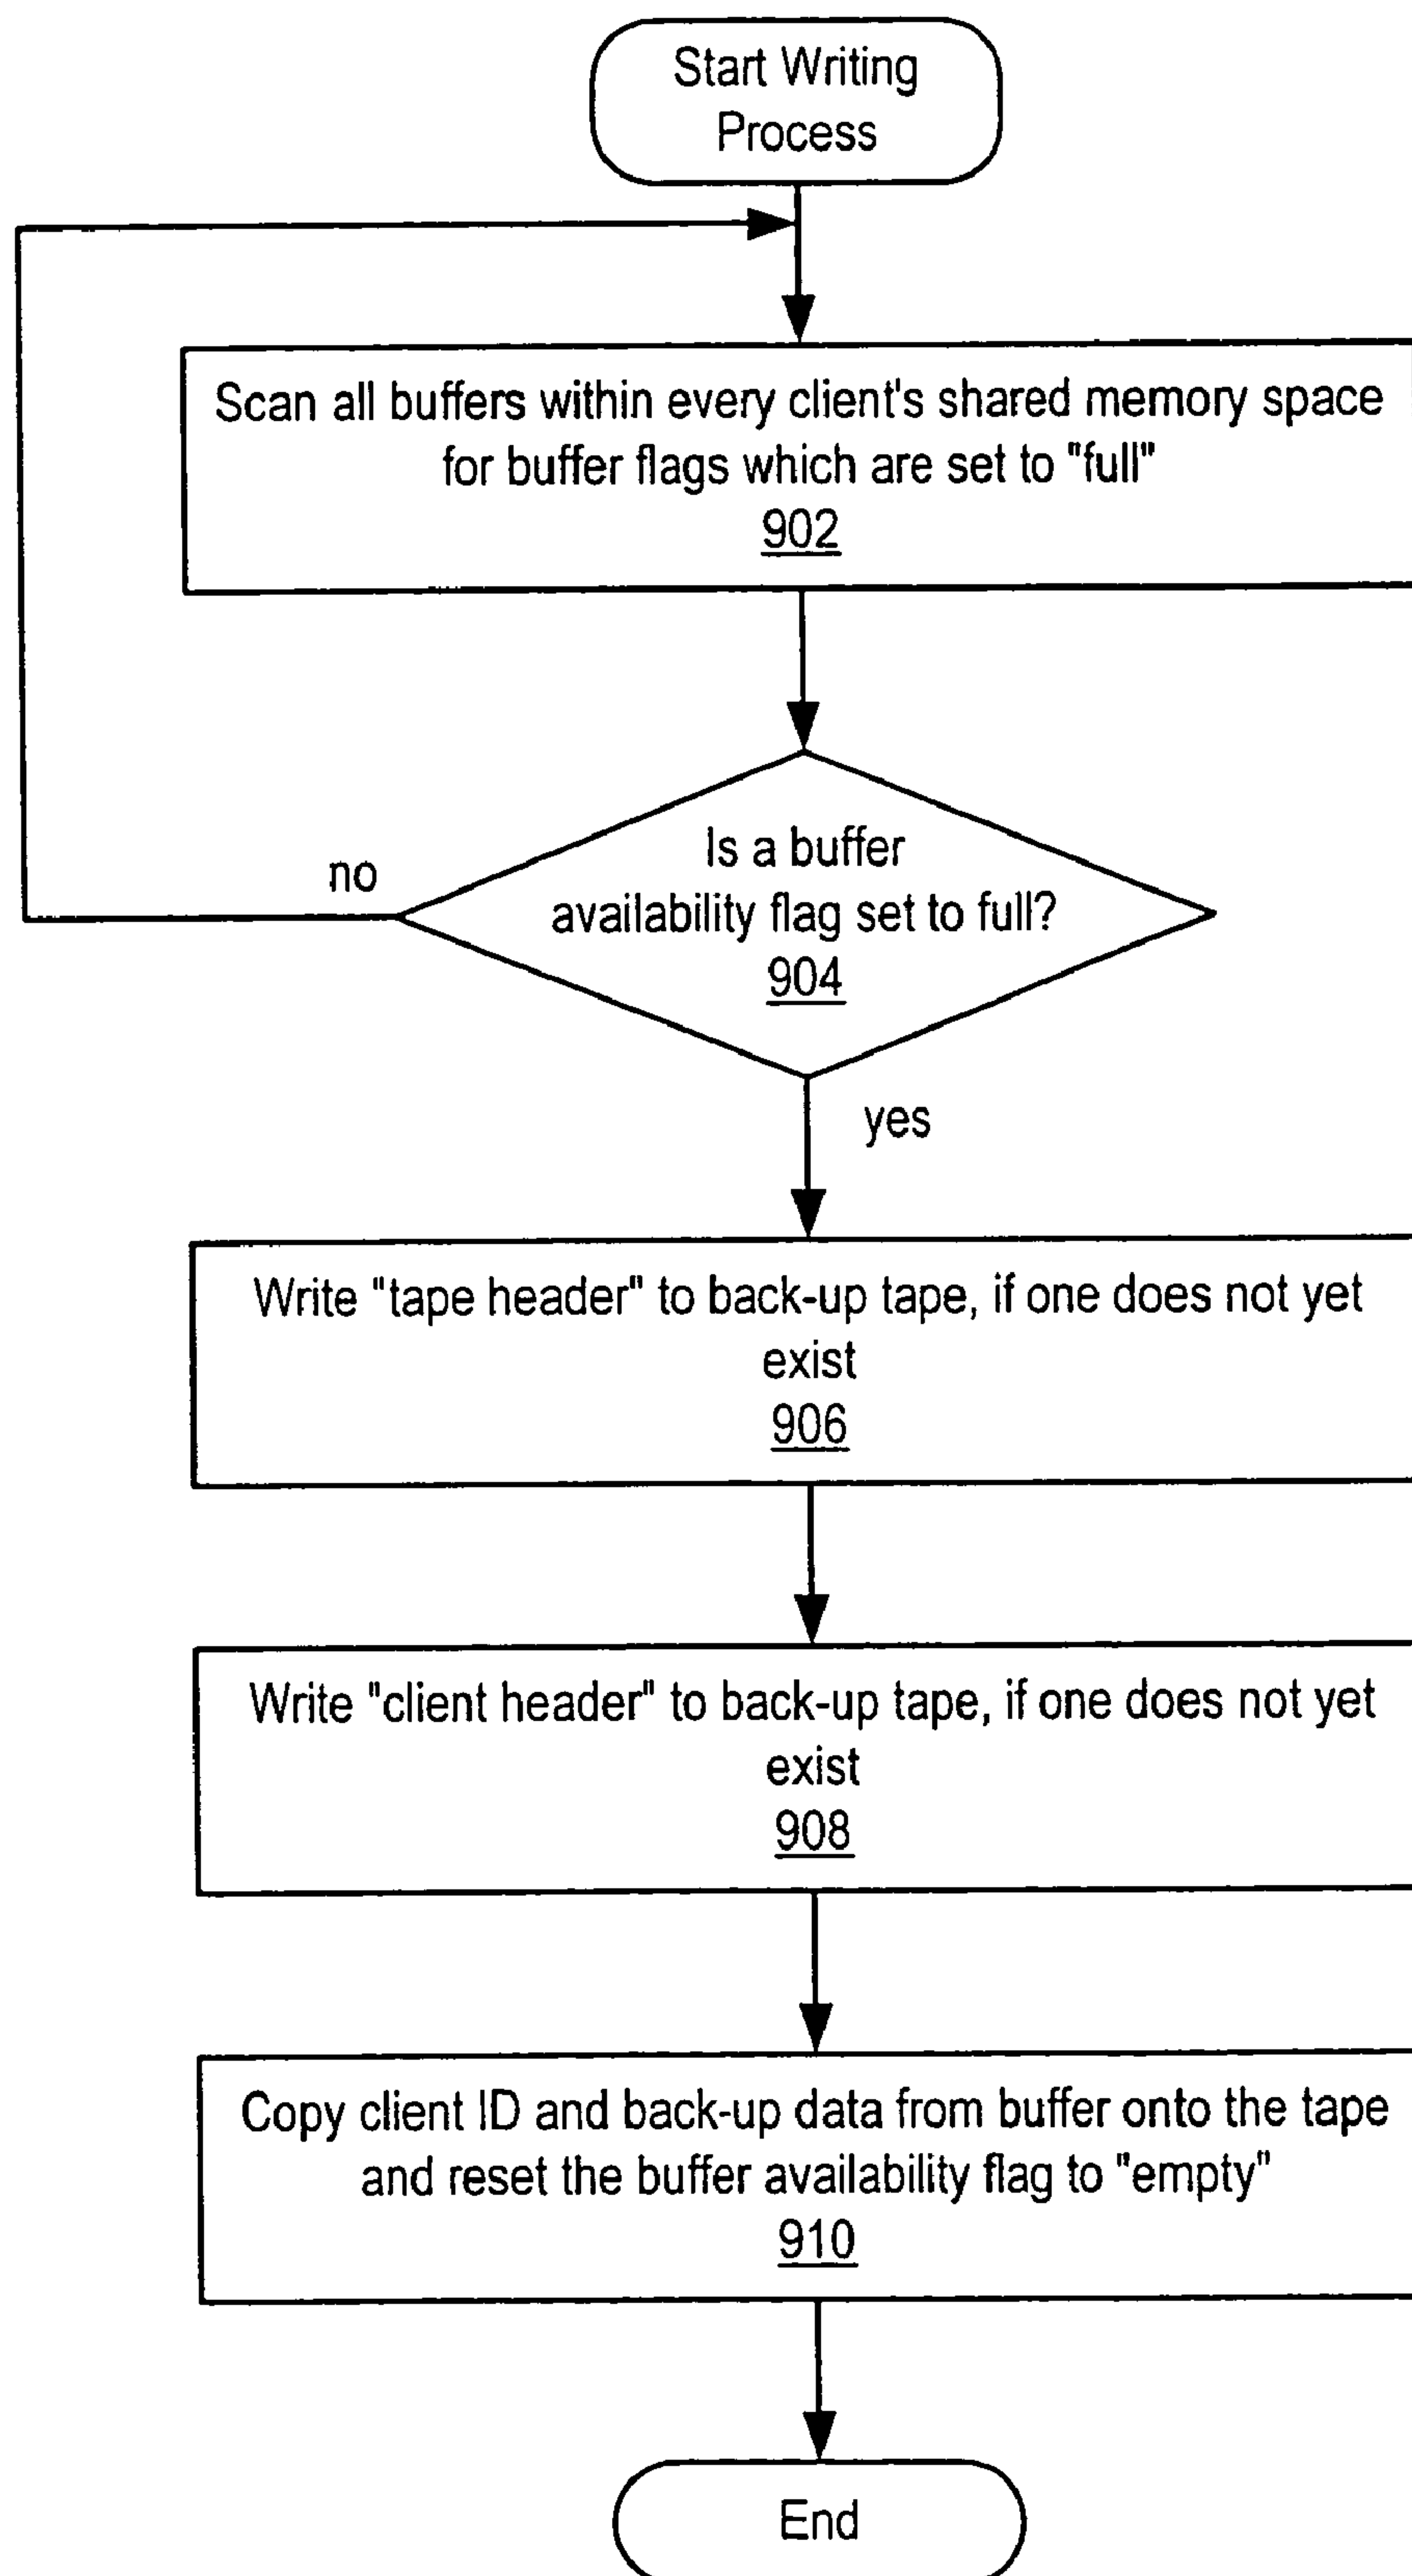 Start Writing
Process
Scan all buffers within every client's shared memory space
for buffer flags which are set to "full"
902
Is a buffer
availability flag set to full?
904
no
yes
Write "tape header" to back-up tape, if one does not yet
exist
906
Write "client header" to back-up tape, if one does not yet
exist
908
Copy client ID and back-up data from buffer onto the tape
and reset the buffer availability flag to "empty"
910
End